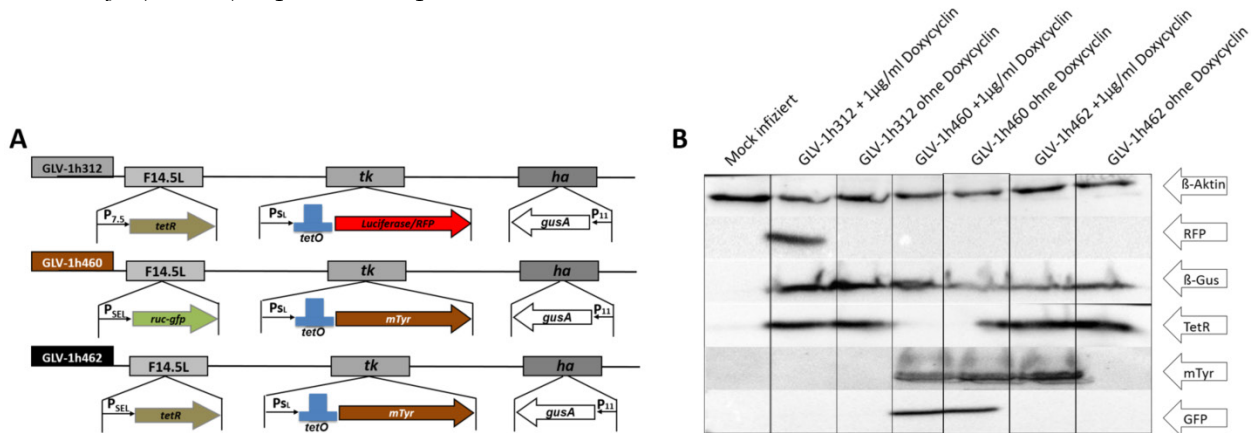 A
GLV-1h312
F14.5L
tk
ha
P7.5
tetR
PsL
tetO
Luciferase/RFP
gusA
P11
GLV-1h460
F14.5L
tk
ha
PSEL
ruc-gfp
PsL
tetO
mTyr
gusA
P11
GLV-1h462
F14.5L
tk
ha
PSEL
tetR
PsL
tetO
mTyr
gusA
P11
B
Mock infiziert
GLV-1h312 + 1µg/ml Doxycyclin
GLV-1h312 ohne Doxycyclin
GLV-1h460 +1µg/ml Doxycyclin
GLV-1h460 ohne Doxycyclin
GLV-1h462 +1µg/ml Doxycyclin
GLV-1h462 ohne Doxycyclin
ß-Aktin
RFP
ß-Gus
TetR
mTyr
GFP